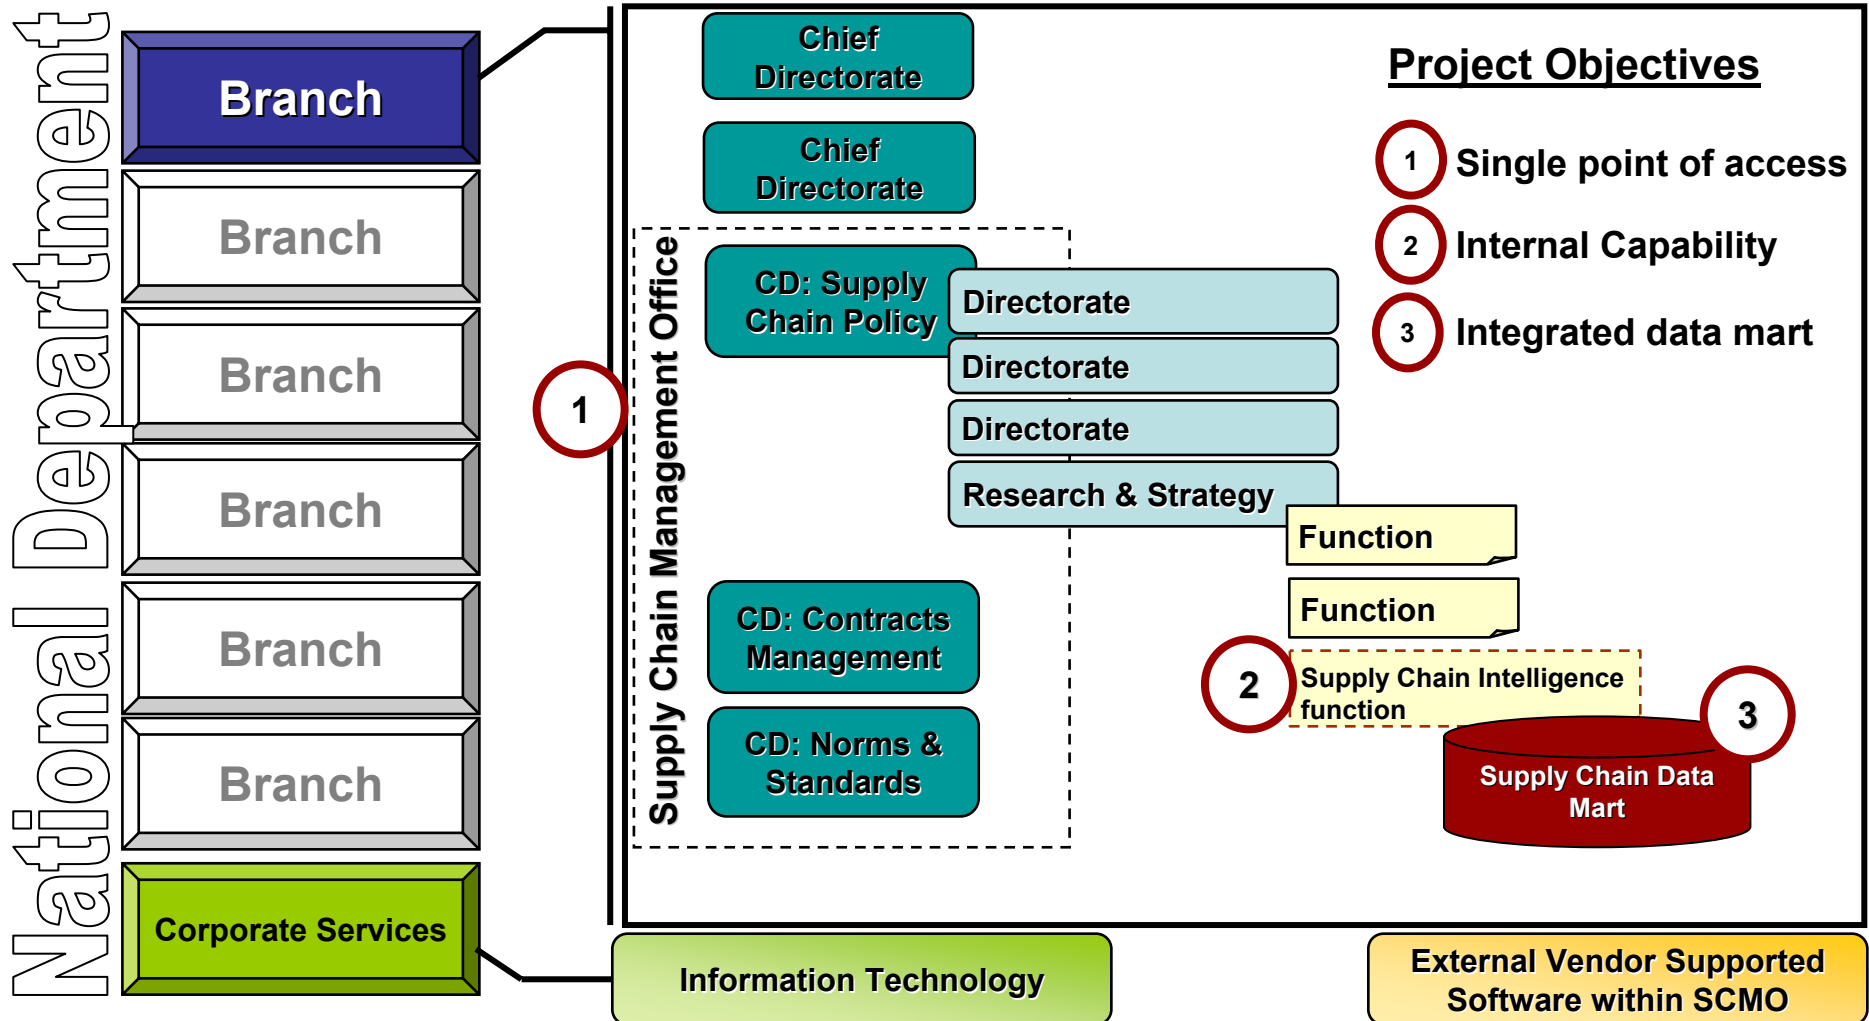 National Department
Branch
Branch
Branch
Branch
Branch
Branch
Corporate Services
Chief
Directorate
Chief
Directorate
Supply Chain Management Office
CD: Supply
Chain Policy
Directorate
Directorate
Directorate
Research & Strategy
Function
Function
Supply Chain Intelligence
function
Supply Chain Data
Mart
CD: Contracts
Management
CD: Norms &
Standards
1
2
3
Project Objectives
1 Single point of access
2 Internal Capability
3 Integrated data mart
Information Technology
External Vendor Supported
Software within SCMO